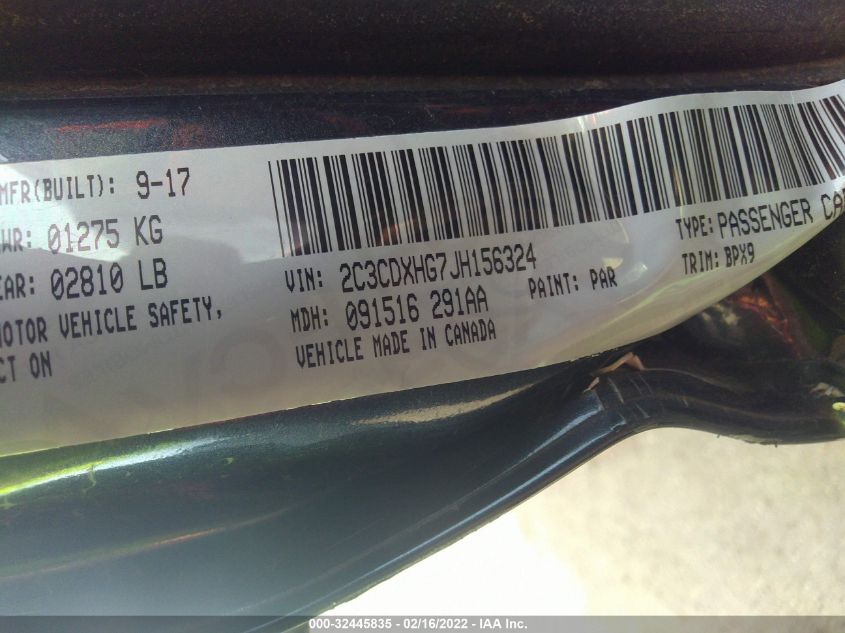 MFR(BUILT): 9-17
WR: 01275 KG
EAR: 02810 LB
MOTOR VEHICLE SAFETY,
CT ON
VIN: 2C3CDXHG7JH156324
MDH: 091516 291AA
VEHICLE MADE IN CANADA
PAINT: PAR
TYPE: PASSENGER CAR
TRIM: BPX9
000-32445835 - 02/16/2022 - IAA Inc.